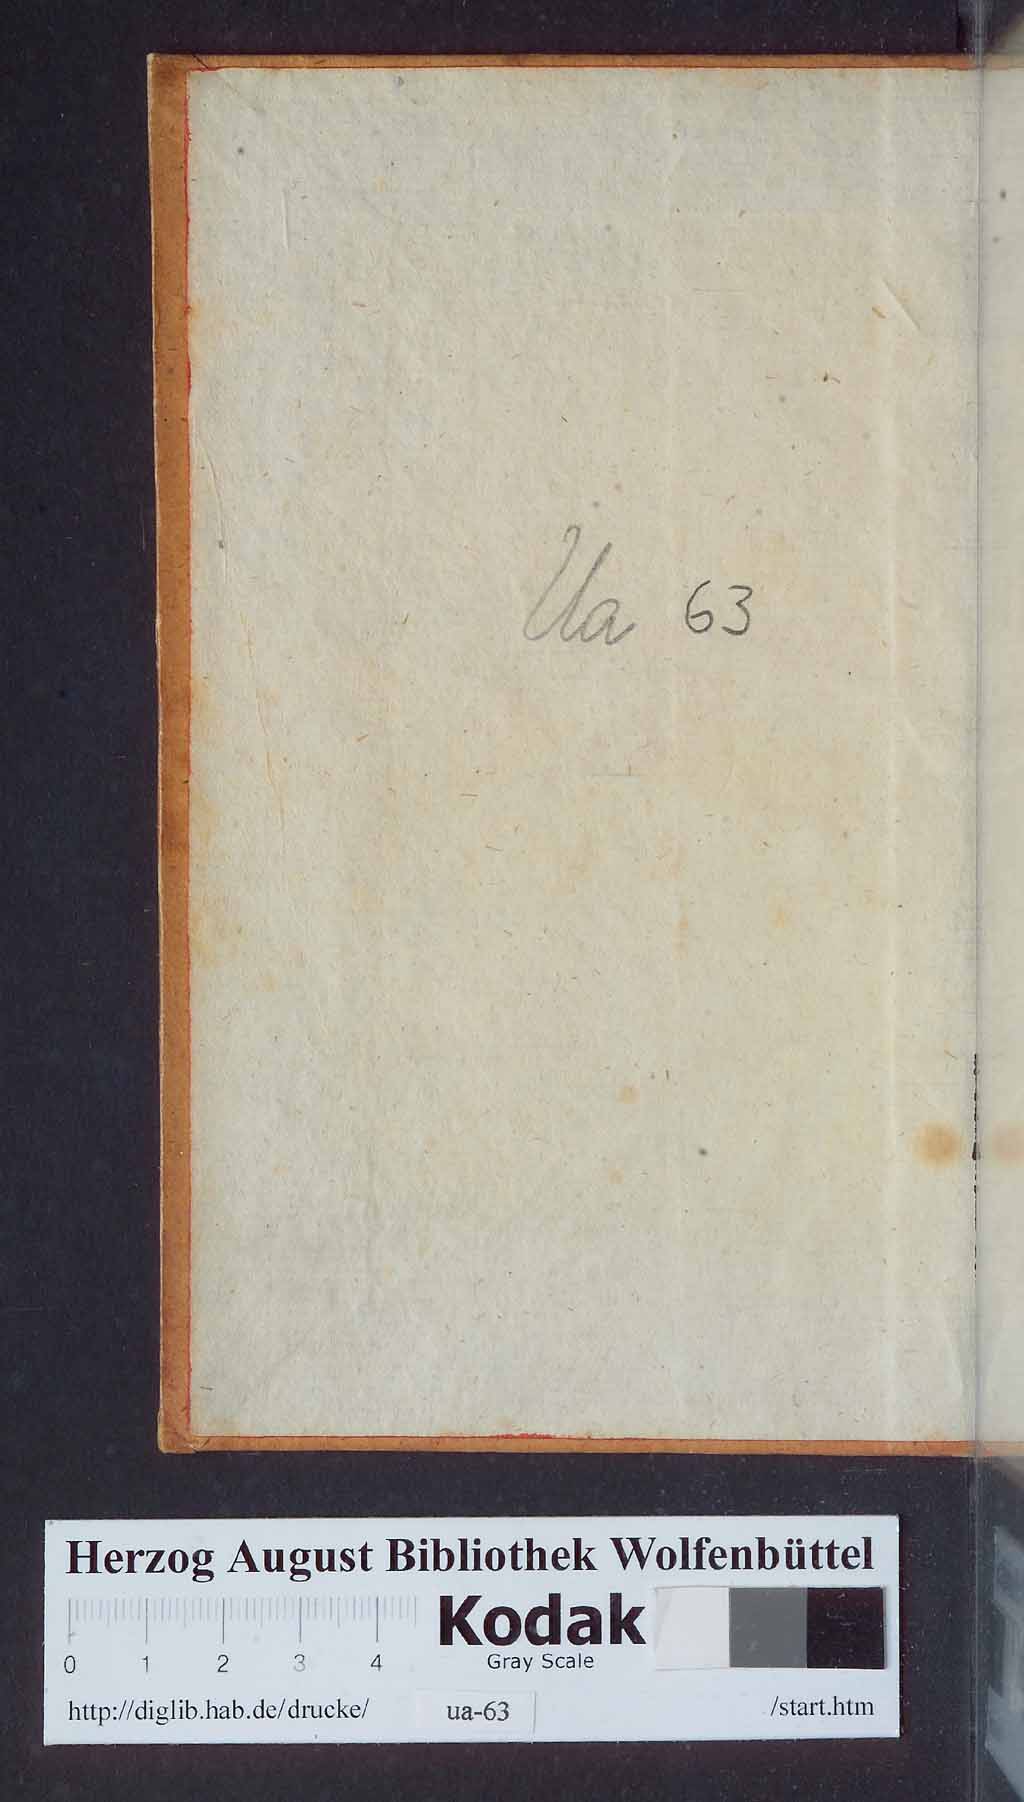 Ua 63
Herzog August Bibliothek Wolfenbüttel
Kodak
0 1 2 3 4
Gray Scale
http://diglib.hab.de/drucke/ ua-63 /start.htm